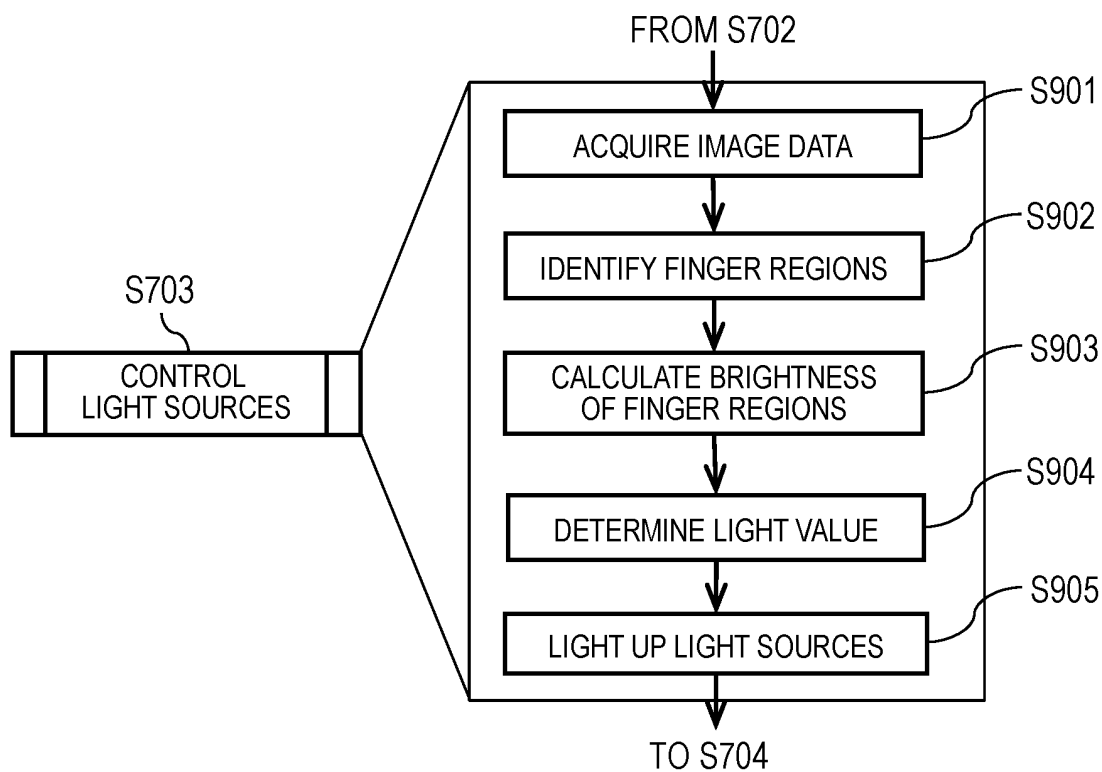 FROM S702
S901
ACQUIRE IMAGE DATA
S902
IDENTIFY FINGER REGIONS
S703
CONTROL
LIGHT SOURCES
S903
CALCULATE BRIGHTNESS
OF FINGER REGIONS
S904
DETERMINE LIGHT VALUE
S905
LIGHT UP LIGHT SOURCES
TO S704